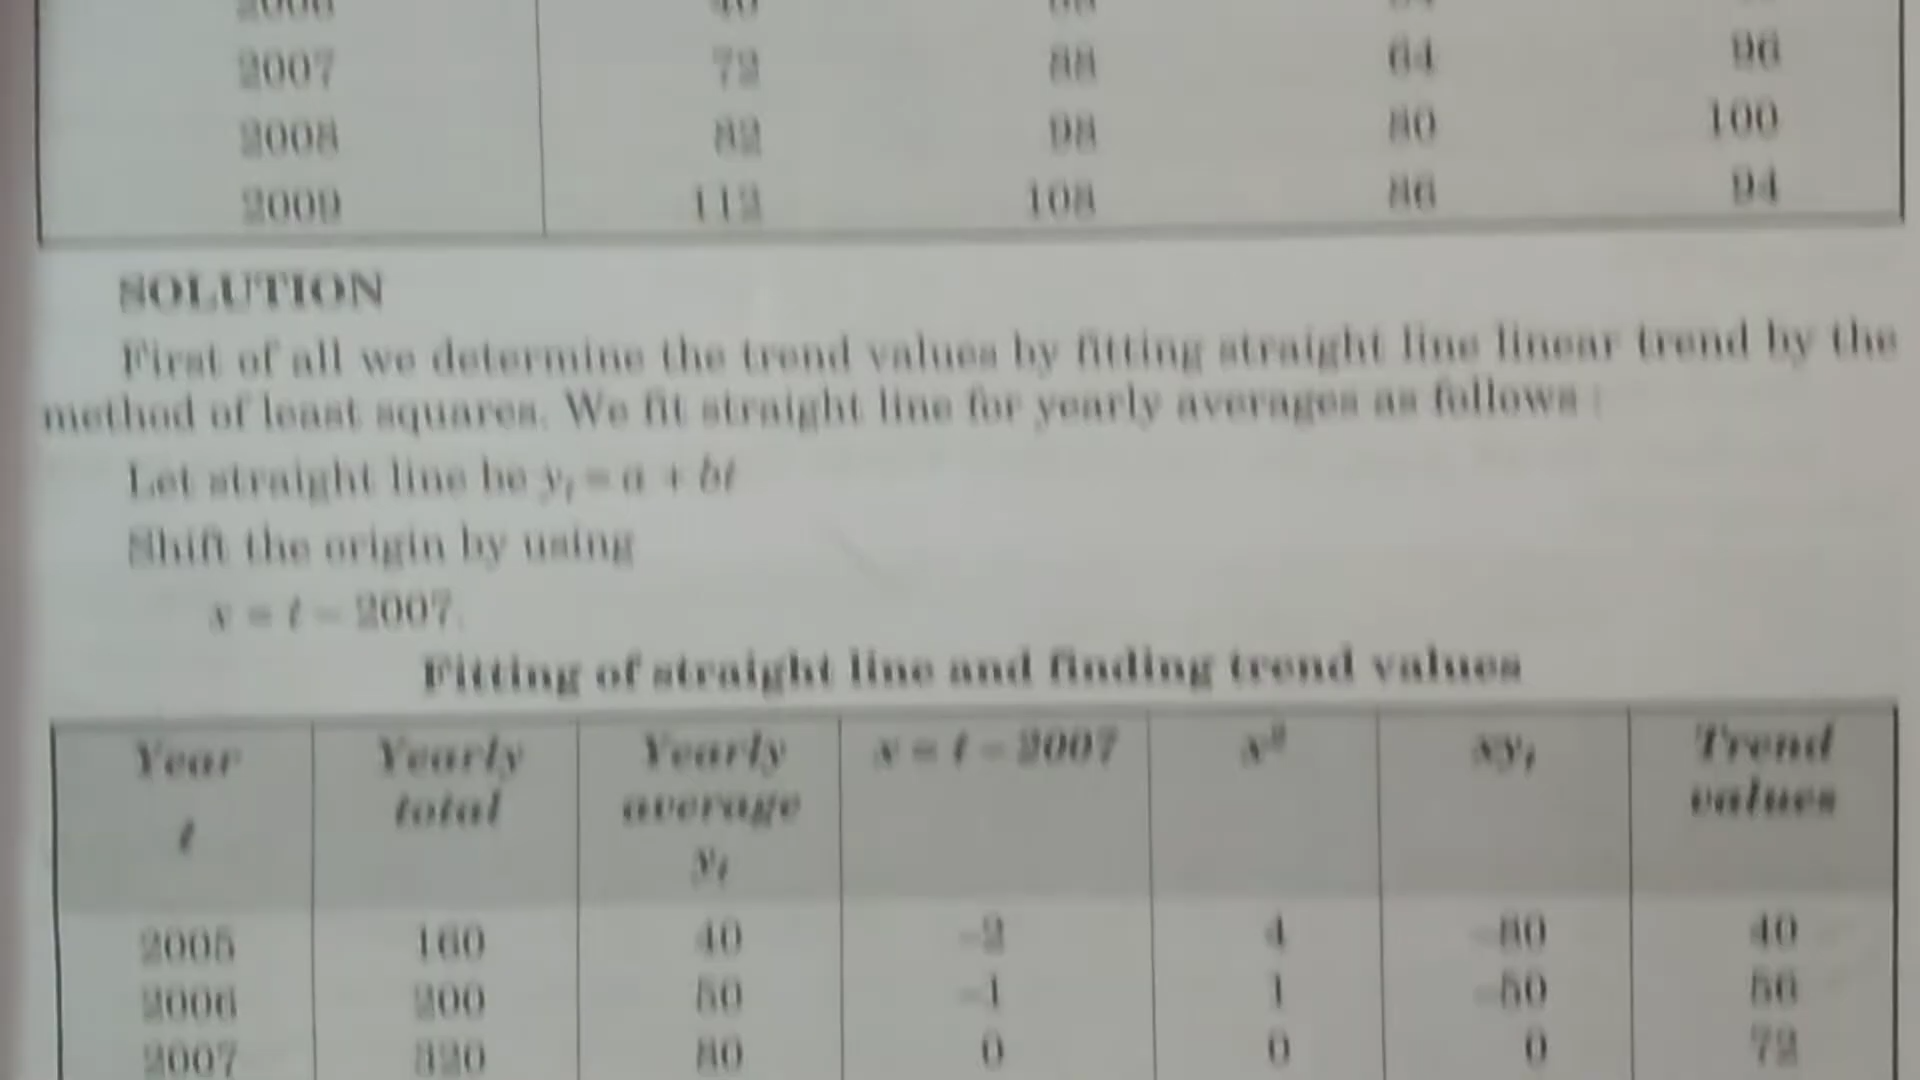 2007 72 88 64 96
2008 82 98 80 100
2009 112 108 86 94
SOLUTION
First of all we determine the trend values by fitting straight line linear trend by the
method of least squares. We fit straight line for yearly averages as follows :
Let straight line be yₜ = a + bt
Shift the origin by using
x = t – 2007.
Fitting of straight line and finding trend values
Year t Yearly total Yearly average yₜ x = t – 2007 x² xyₜ Trend values
2005 160 40 –2 4 –80 40
2006 200 50 –1 1 –50 56
2007 320 80 0 0 0 72